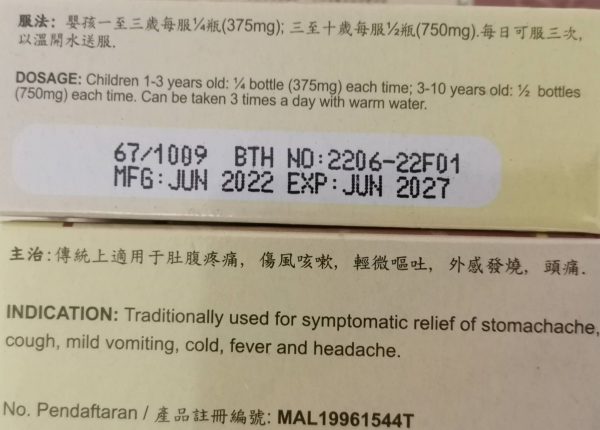 服法: 嬰孩一至三歲每服¼瓶(375mg); 三至十歲每服½瓶(750mg).每日可服三次,
以溫開水送服.
DOSAGE: Children 1-3 years old: ¼ bottle (375mg) each time; 3-10 years old: ½ bottles
(750mg) each time. Can be taken 3 times a day with warm water.
67/1009 BTH NO:2206-22F01
MFG:JUN 2022 EXP:JUN 2027
主治:傳統上適用于肚腹疼痛, 傷風咳嗽, 輕微嘔吐, 外感發燒, 頭痛.
INDICATION: Traditionally used for symptomatic relief of stomachache,
cough, mild vomiting, cold, fever and headache.
No. Pendaftaran / 產品註冊編號: MAL19961544T